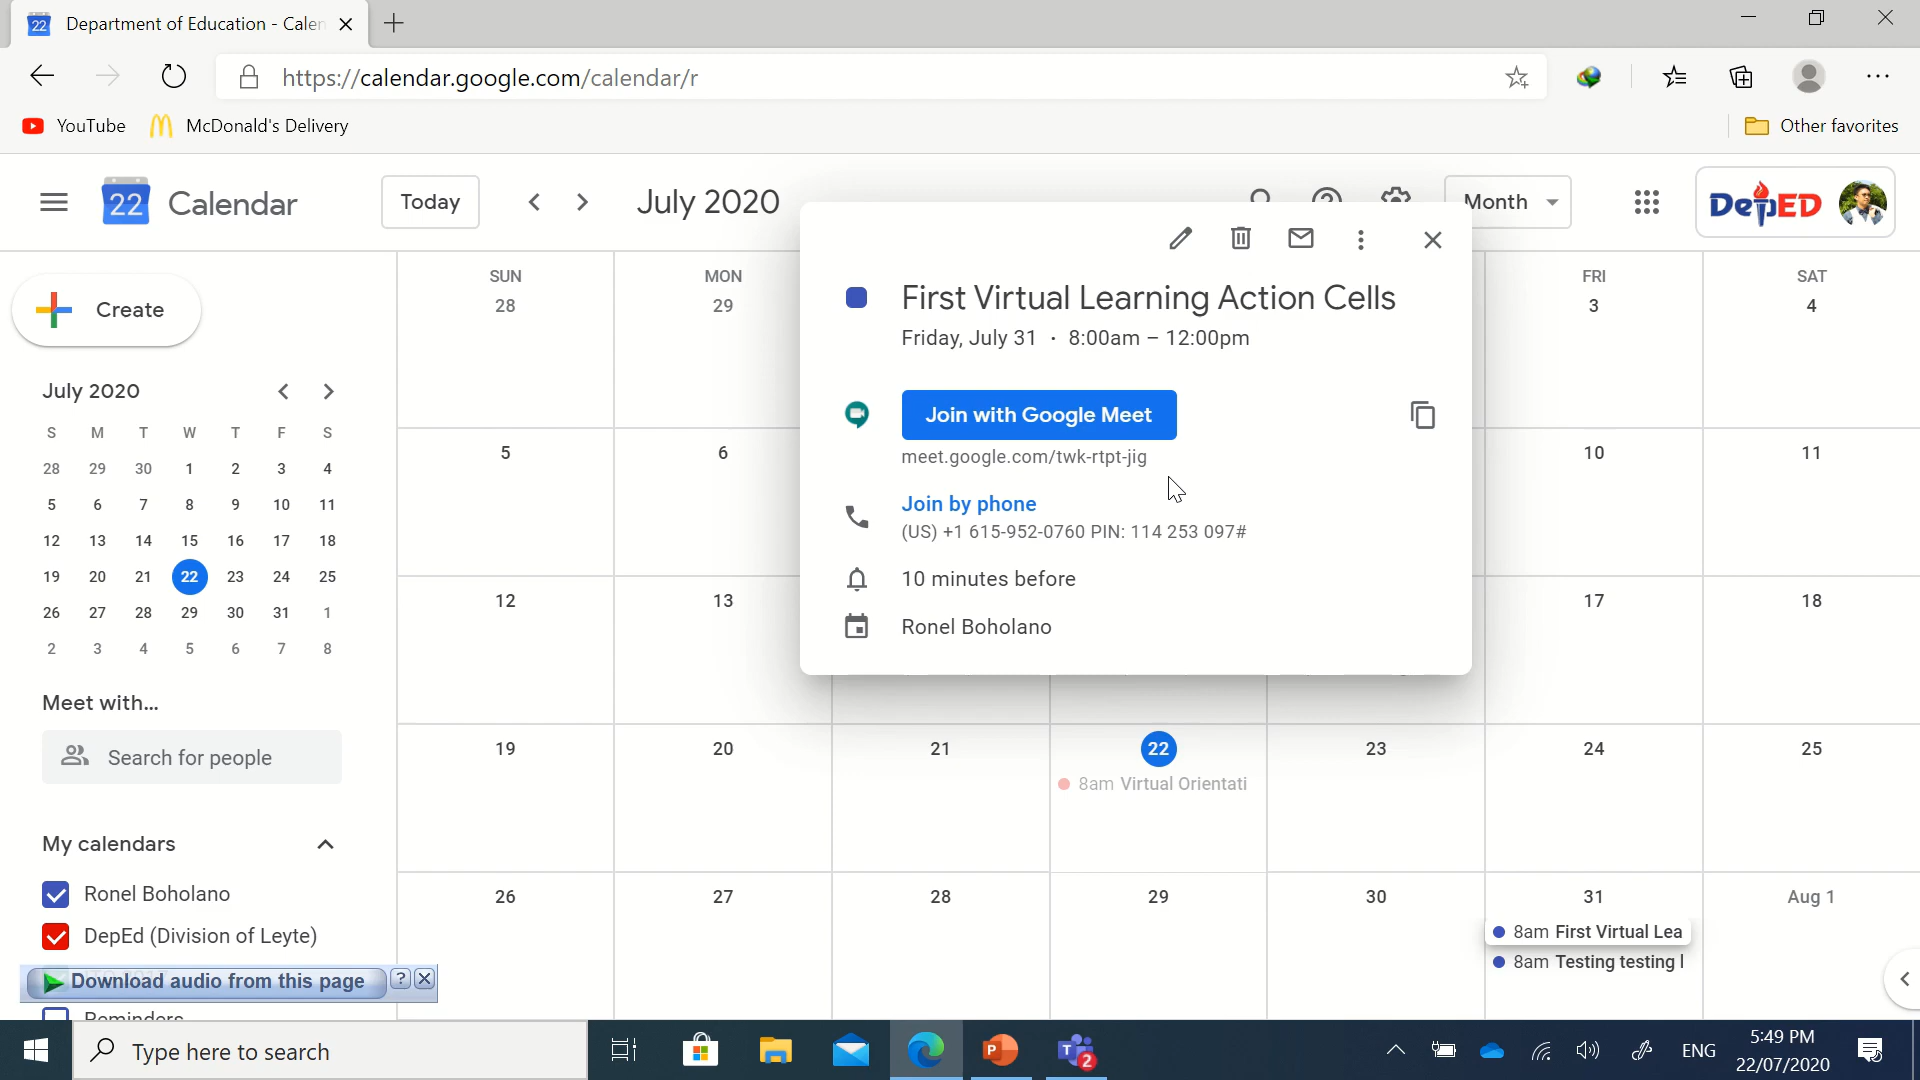 22 Department of Education - Calen
https://calendar.google.com/calendar/r
YouTube McDonald's Delivery Other favorites
22 Calendar Today July 2020 Month DepED
Create
July 2020
S M T W T F S
28 29 30 1 2 3 4
5 6 7 8 9 10 11
12 13 14 15 16 17 18
19 20 21 22 23 24 25
26 27 28 29 30 31 1
2 3 4 5 6 7 8
Meet with...
Search for people
My calendars
Ronel Boholano
DepEd (Division of Leyte)
Download audio from this page ?
Reminders
SUN MON FRI SAT
28 29 3 4
5 6 10 11
12 13 17 18
19 20 21 22 23 24 25
8am Virtual Orientati
26 27 28 29 30 31 Aug 1
8am First Virtual Lea
8am Testing testing l
First Virtual Learning Action Cells
Friday, July 31 · 8:00am – 12:00pm
Join with Google Meet
meet.google.com/twk-rtpt-jig
Join by phone
(US) +1 615-952-0760 PIN: 114 253 097#
10 minutes before
Ronel Boholano
Type here to search P T 2 ENG 5:49 PM
22/07/2020